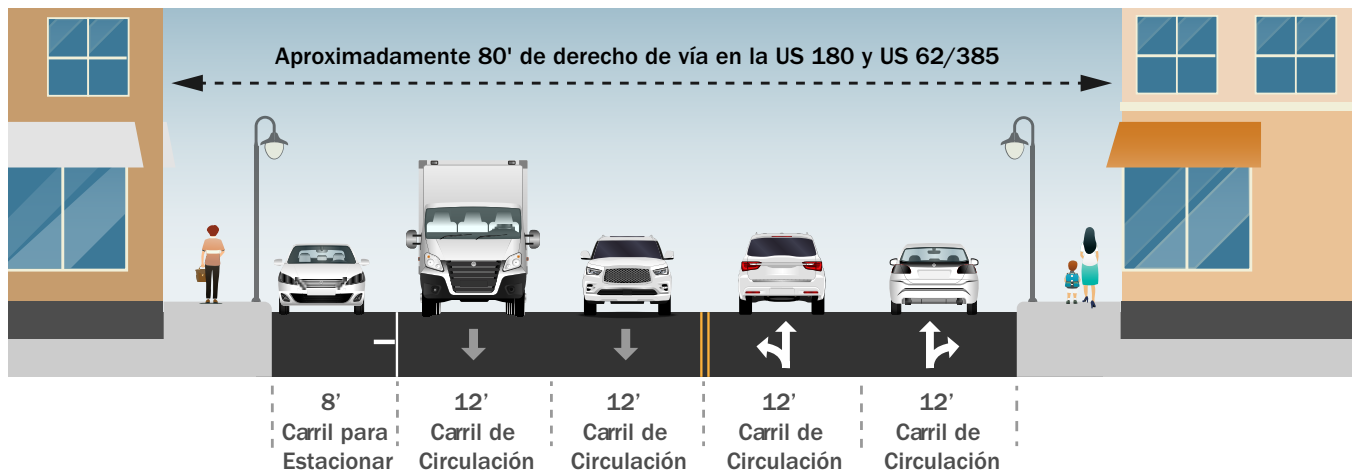 Aproximadamente 80' de derecho de vía en la US 180 y US 62/385
8’
Carril para
Estacionar
12’
Carril de
Circulación
12’
Carril de
Circulación
12’
Carril de
Circulación
12’
Carril de
Circulación